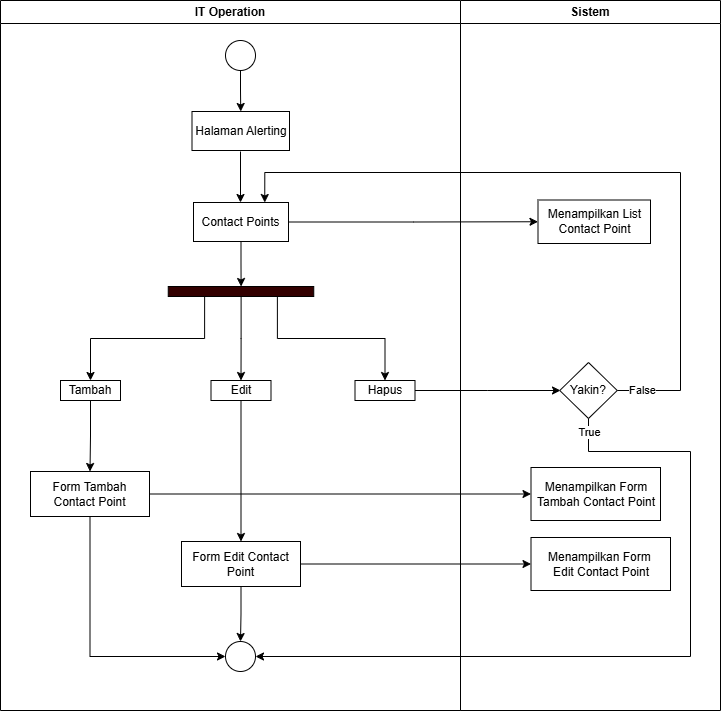 IT Operation
Sistem
Halaman Alerting
Contact Points
Menampilkan List
Contact Point
Tambah
Edit
Hapus
Yakin?
False
True
Form Tambah
Contact Point
Menampilkan Form
Tambah Contact Point
Form Edit Contact
Point
Menampilkan Form
Edit Contact Point